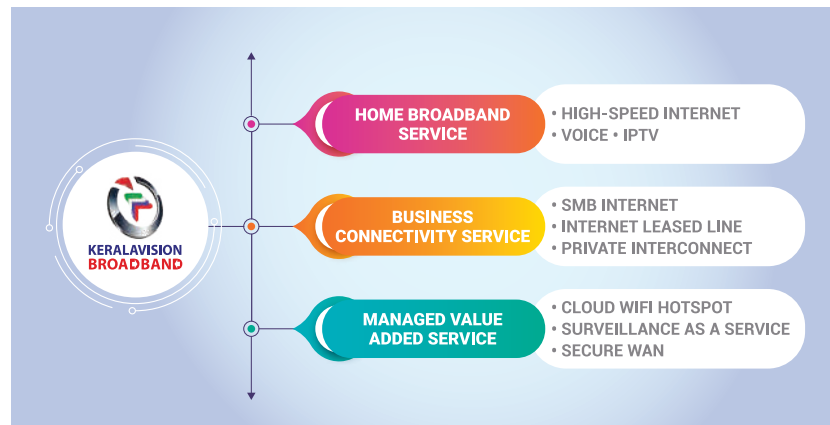 KERALAVISION
BROADBAND
HOME BROADBAND
SERVICE
• HIGH-SPEED INTERNET
• VOICE • IPTV
BUSINESS
CONNECTIVITY SERVICE
• SMB INTERNET
• INTERNET LEASED LINE
• PRIVATE INTERCONNECT
MANAGED VALUE
ADDED SERVICE
• CLOUD WIFI HOTSPOT
• SURVEILLANCE AS A SERVICE
• SECURE WAN